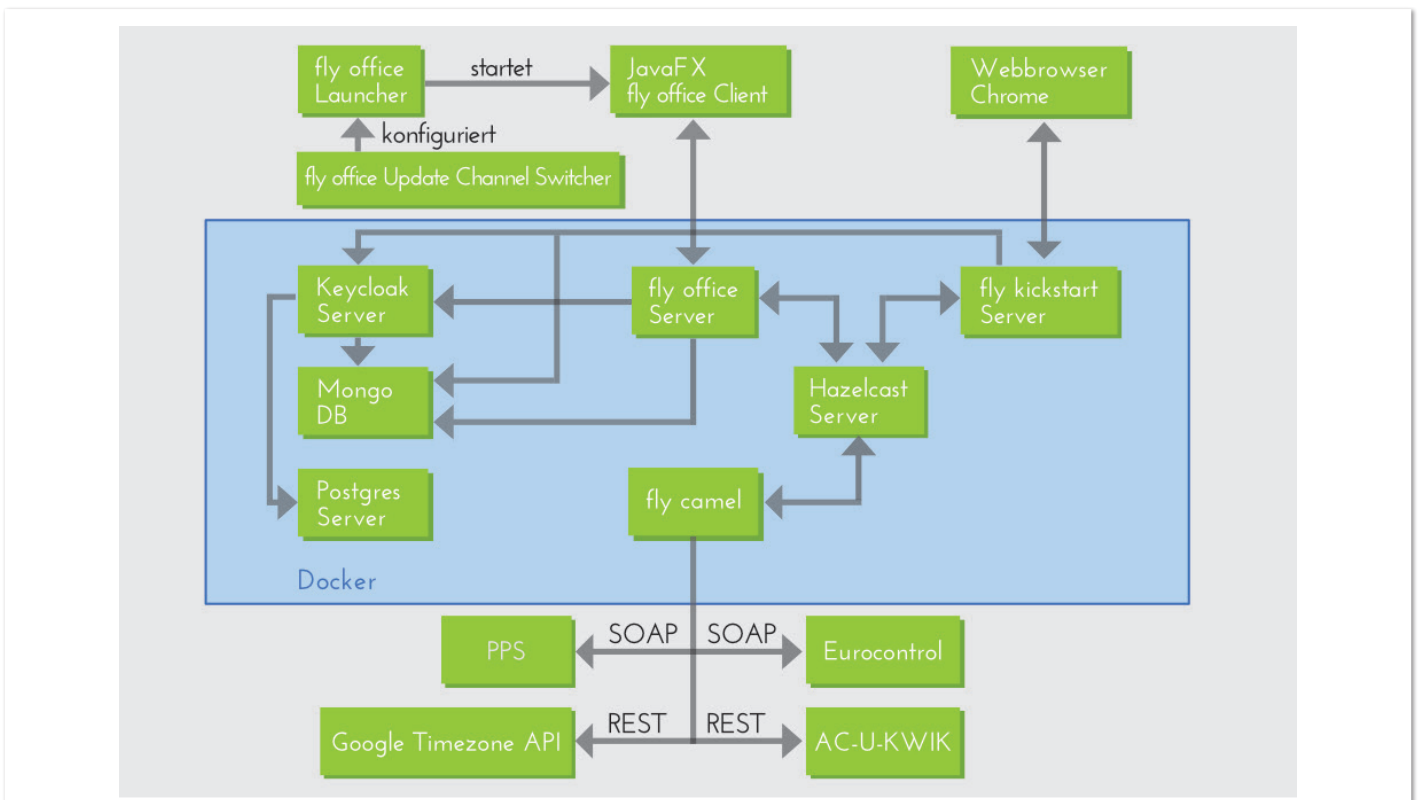 fly office
Launcher
startet
JavaFX
fly office Client
Webbrowser
Chrome
konfiguriert
fly office Update Channel Switcher
Keycloak
Server
fly office
Server
fly kickstart
Server
Mongo
DB
Hazelcast
Server
Postgres
Server
fly camel
Docker
PPS
SOAP
SOAP
Eurocontrol
Google Timezone API
REST
REST
AC-U-KWIK